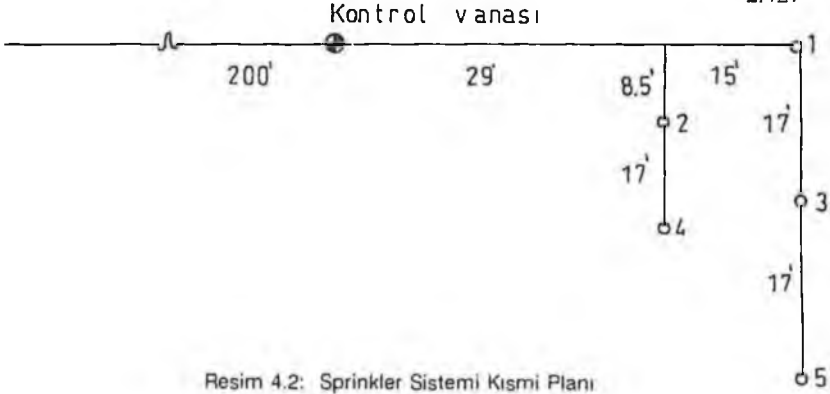 Kontrol vanası
1
200' 29' 8.5' 15'
2 17'
17' 3
4
17'
5
Resim 4.2: Sprinkler Sistemi Kısmi Planı